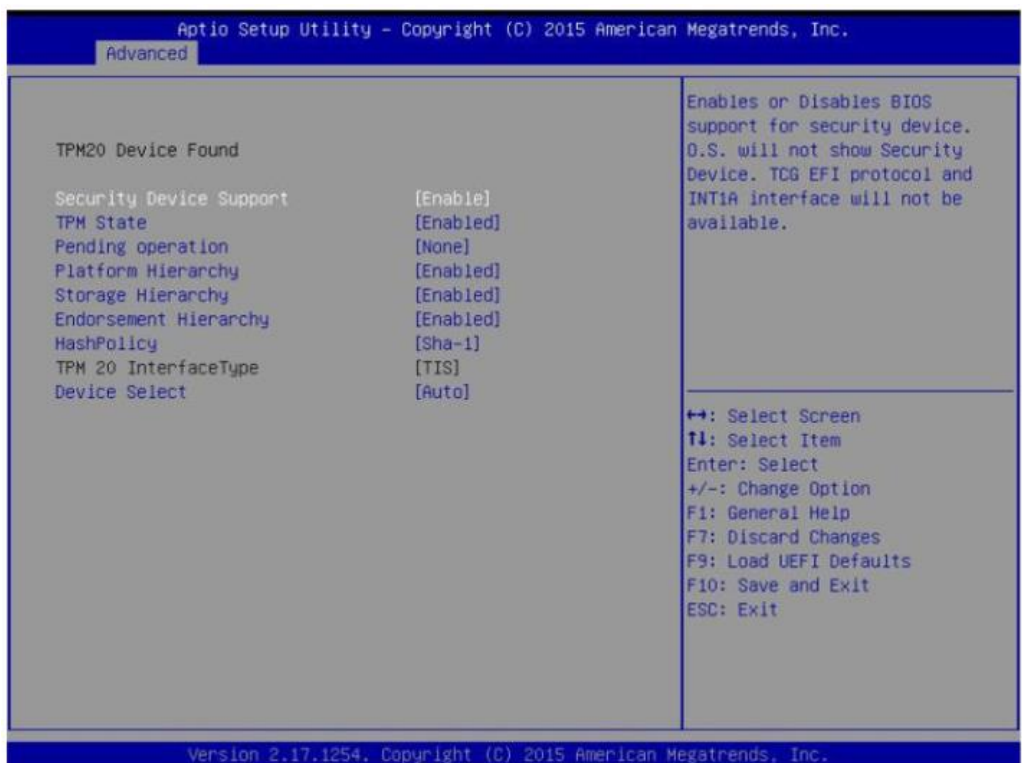 Aptio Setup Utility – Copyright (C) 2015 American Megatrends, Inc.
Advanced
TPM20 Device Found
Security Device Support [Enable]
TPM State [Enabled]
Pending operation [None]
Platform Hierarchy [Enabled]
Storage Hierarchy [Enabled]
Endorsement Hierarchy [Enabled]
HashPolicy [Sha-1]
TPM 20 InterfaceType [TIS]
Device Select [Auto]
Enables or Disables BIOS
support for security device.
O.S. will not show Security
Device. TCG EFI protocol and
INT1A interface will not be
available.
↔: Select Screen
↑↓: Select Item
Enter: Select
+/-: Change Option
F1: General Help
F7: Discard Changes
F9: Load UEFI Defaults
F10: Save and Exit
ESC: Exit
Version 2.17.1254. Copyright (C) 2015 American Megatrends, Inc.